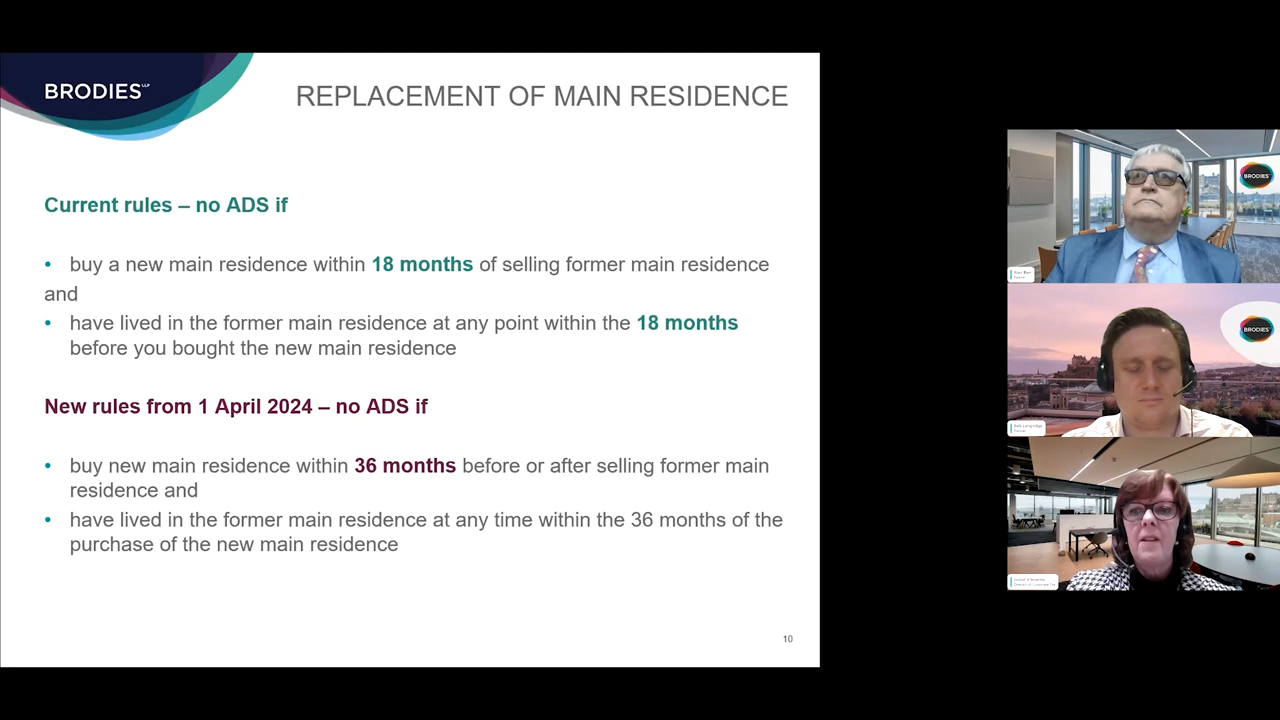 BRODIES LLP
REPLACEMENT OF MAIN RESIDENCE
Current rules – no ADS if
• buy a new main residence within 18 months of selling former main residence
and
• have lived in the former main residence at any point within the 18 months
before you bought the new main residence
New rules from 1 April 2024 – no ADS if
• buy new main residence within 36 months before or after selling former main
residence and
• have lived in the former main residence at any time within the 36 months of the
purchase of the new main residence
10
BRODIES
BRODIES